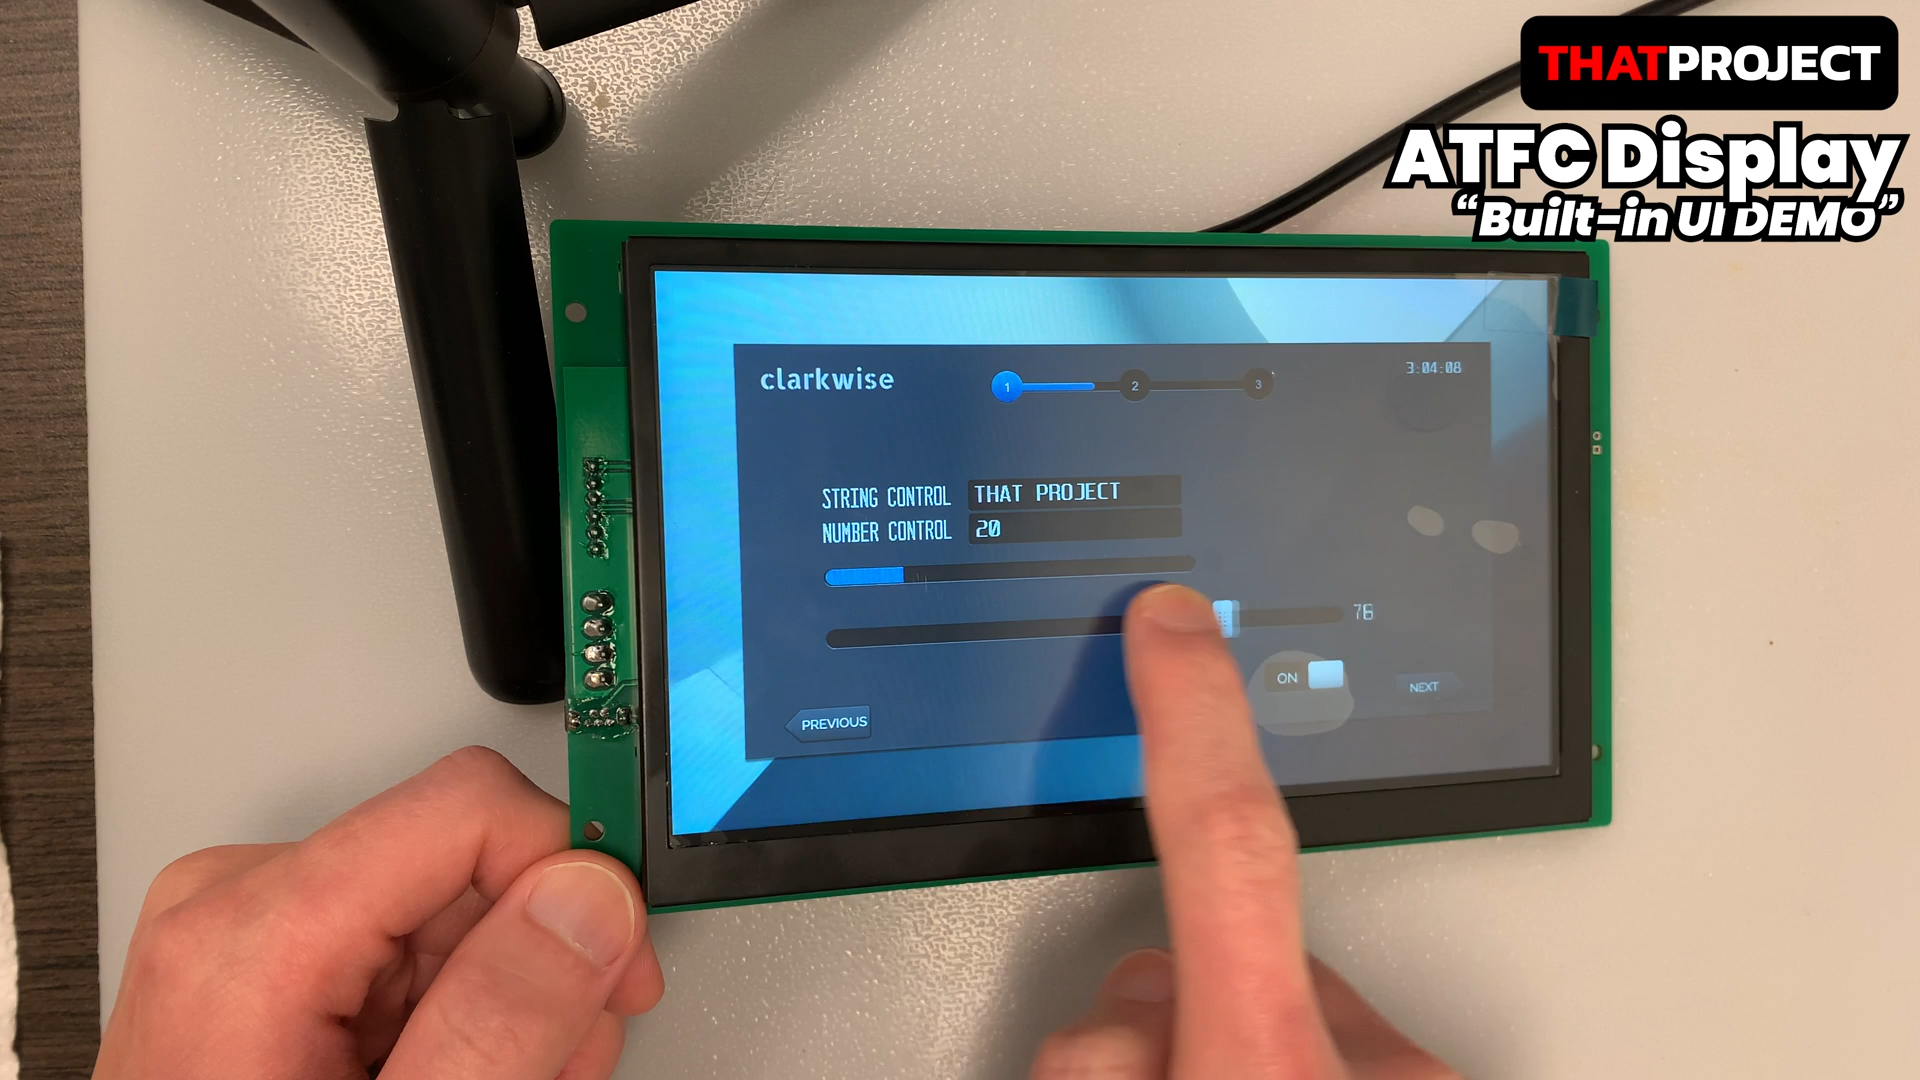 THATPROJECT
ATFC Display
“Built-in UI DEMO”
clarkwise
1 2 3
3:04:08
STRING CONTROL THAT PROJECT
NUMBER CONTROL 20
76
ON
NEXT
PREVIOUS